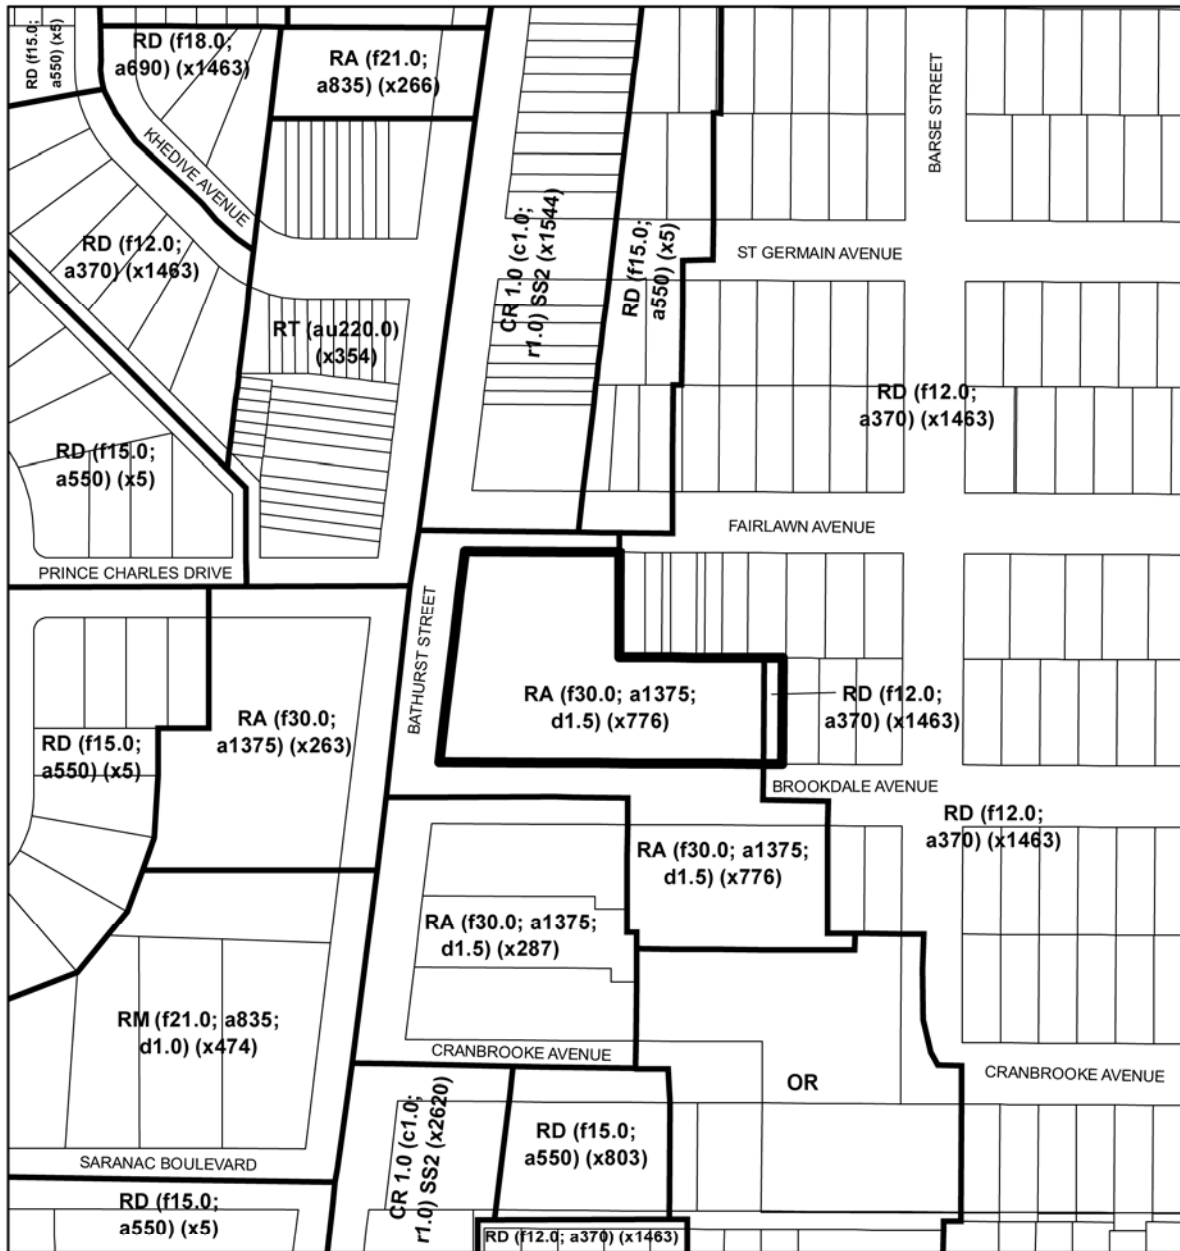 RD (f15.0;
a550) (x5)
RD (f18.0;
a690) (x1463)
RA (f21.0;
a835) (x266)
BARSE STREET
KHEDIVE AVENUE
RD (f12.0;
a370) (x1463)
CR 1.0 (c1.0;
r1.0) SS2 (x1544)
RD (f15.0;
a550) (x5)
ST GERMAIN AVENUE
RT (au220.0)
(x354)
RD (f12.0;
a370) (x1463)
RD (f15.0;
a550) (x5)
FAIRLAWN AVENUE
PRINCE CHARLES DRIVE
BATHURST STREET
RA (f30.0; a1375;
d1.5) (x776)
RD (f12.0;
a370) (x1463)
RA (f30.0;
a1375) (x263)
RD (f15.0;
a550) (x5)
BROOKDALE AVENUE
RD (f12.0;
a370) (x1463)
RA (f30.0; a1375;
d1.5) (x776)
RA (f30.0; a1375;
d1.5) (x287)
RM (f21.0; a835;
d1.0) (x474)
CRANBROOKE AVENUE
OR
CRANBROOKE AVENUE
CR 1.0 (c1.0;
r1.0) SS2 (x2620)
RD (f15.0;
a550) (x803)
SARANAC BOULEVARD
RD (f15.0;
a550) (x5)
RD (f12.0; a370) (x1463)